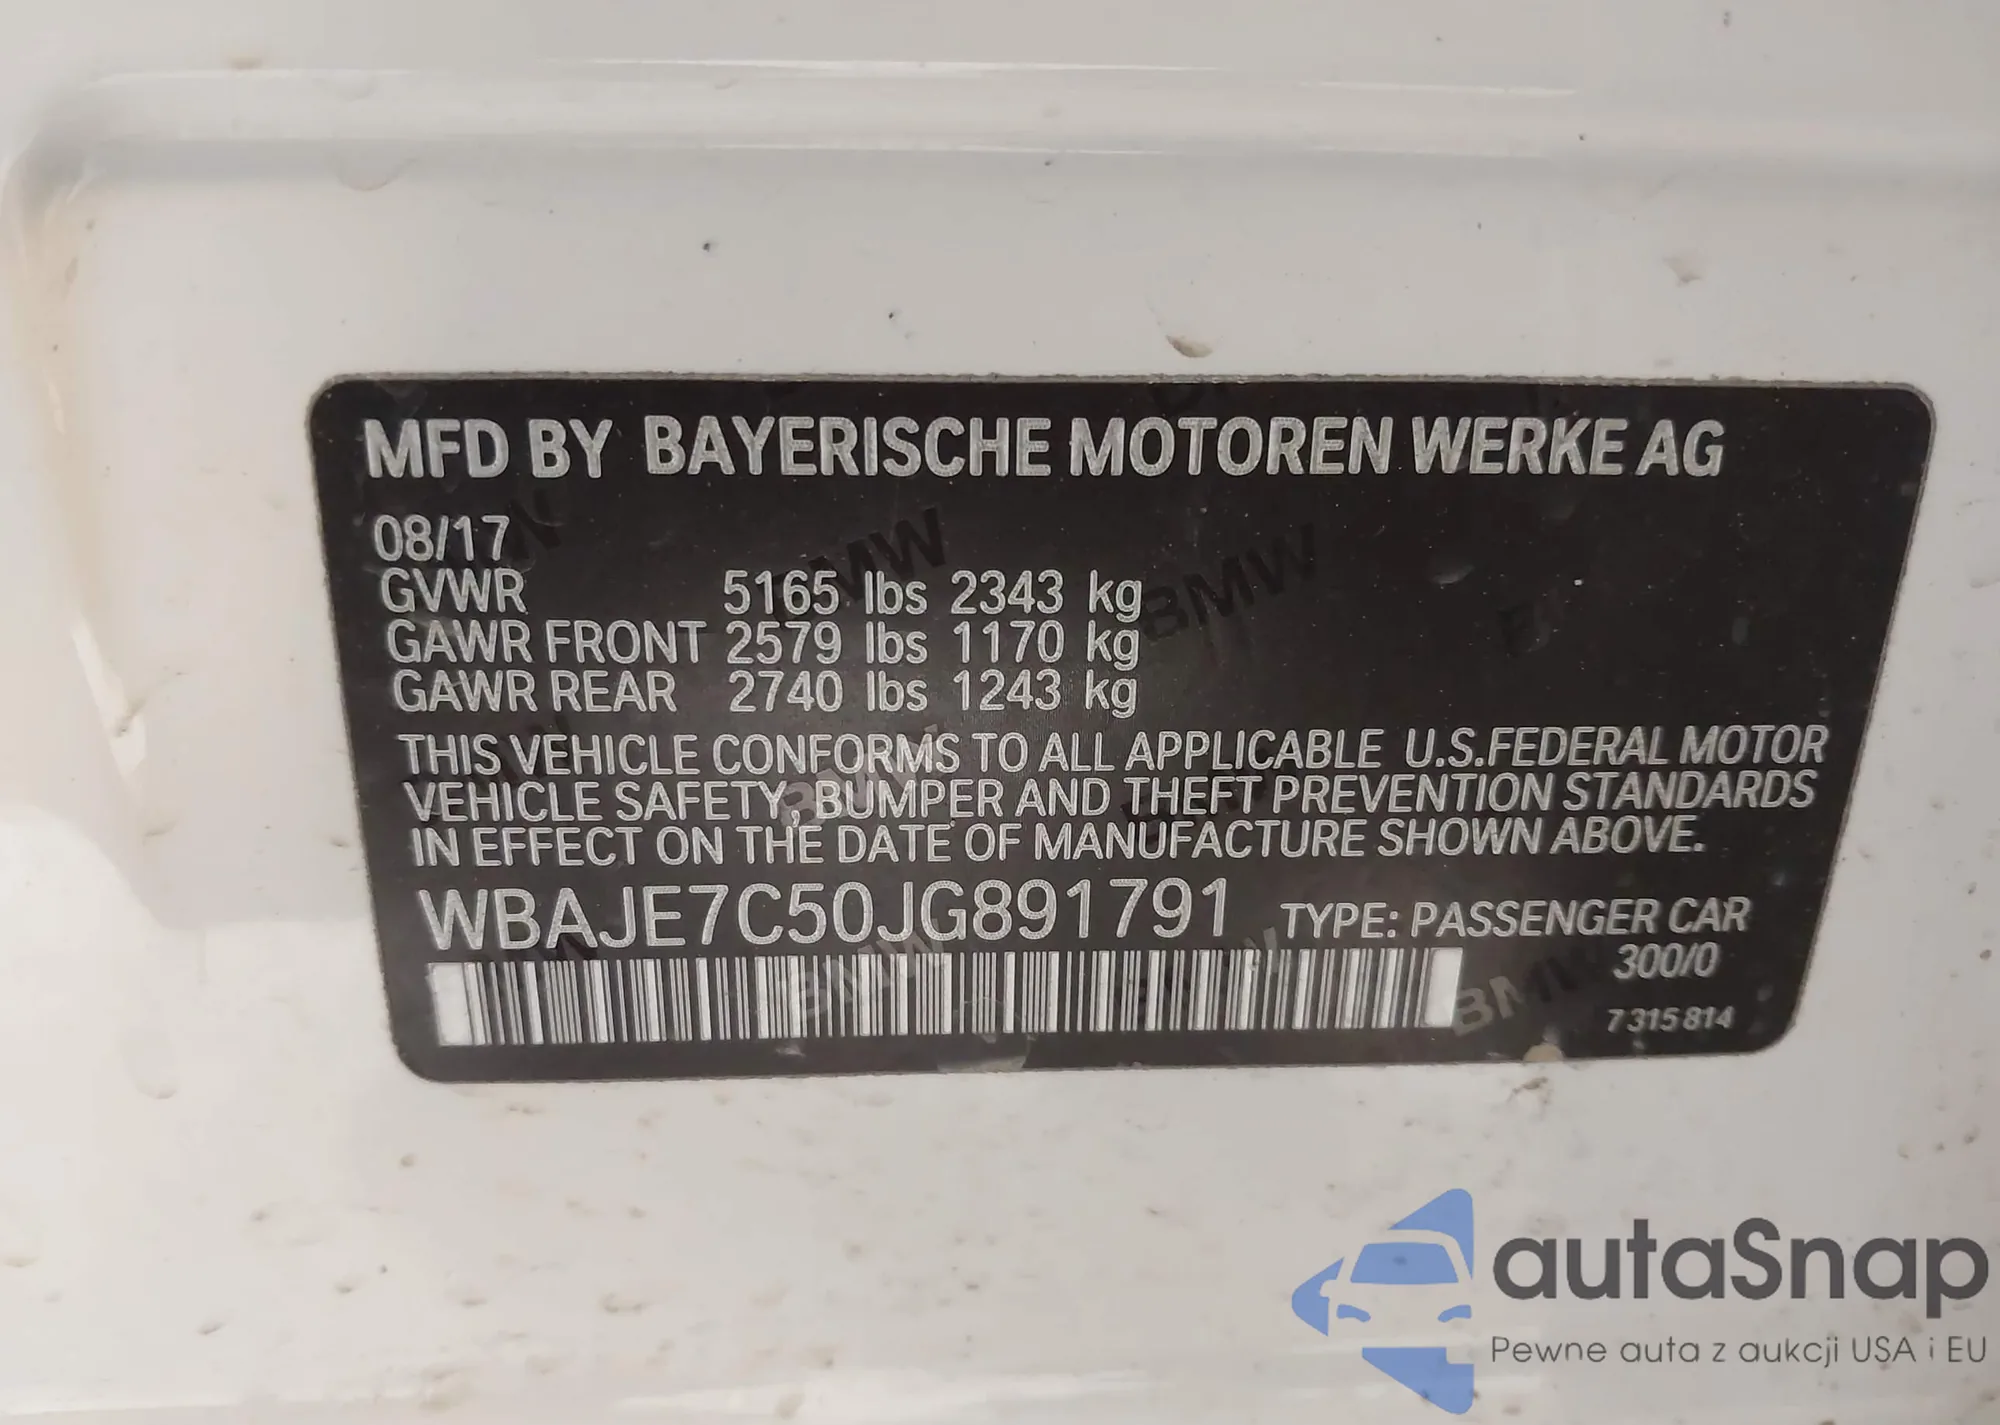 MFD BY BAYERISCHE MOTOREN WERKE AG
08/17
GVWR 5165 lbs 2343 kg
GAWR FRONT 2579 lbs 1170 kg
GAWR REAR 2740 lbs 1243 kg
THIS VEHICLE CONFORMS TO ALL APPLICABLE U.S.FEDERAL MOTOR
VEHICLE SAFETY, BUMPER AND THEFT PREVENTION STANDARDS
IN EFFECT ON THE DATE OF MANUFACTURE SHOWN ABOVE.
WBAJE7C50JG891791 TYPE: PASSENGER CAR
300/0
7 315 814
autoSnap
Pewne auta z aukcji USA i EU